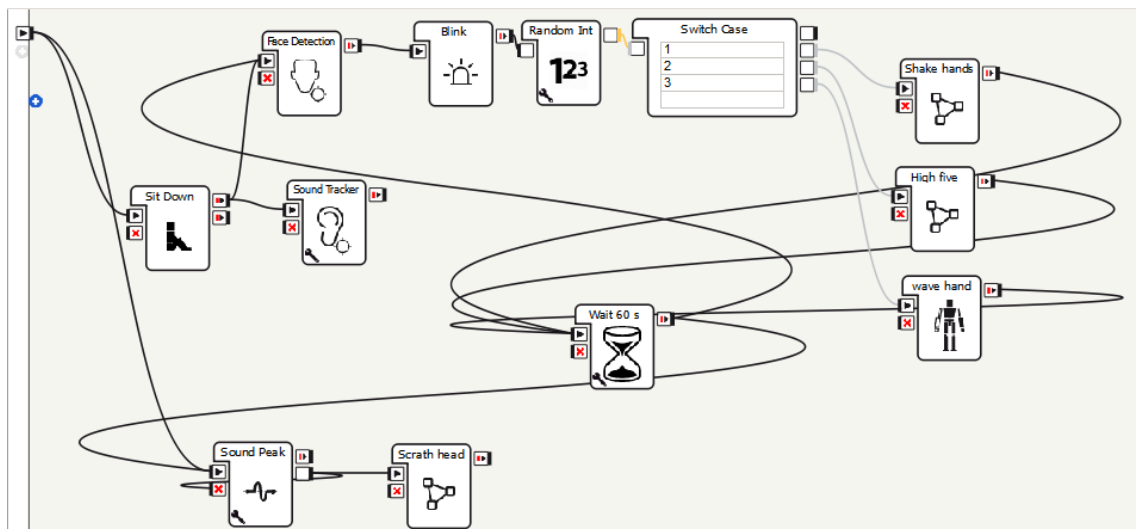 Face Detection
Blink
Random Int
123
Switch Case
1
2
3
Shake hands
Sit Down
Sound Tracker
High five
wave hand
Wait 60 s
Sound Peak
Scrath head